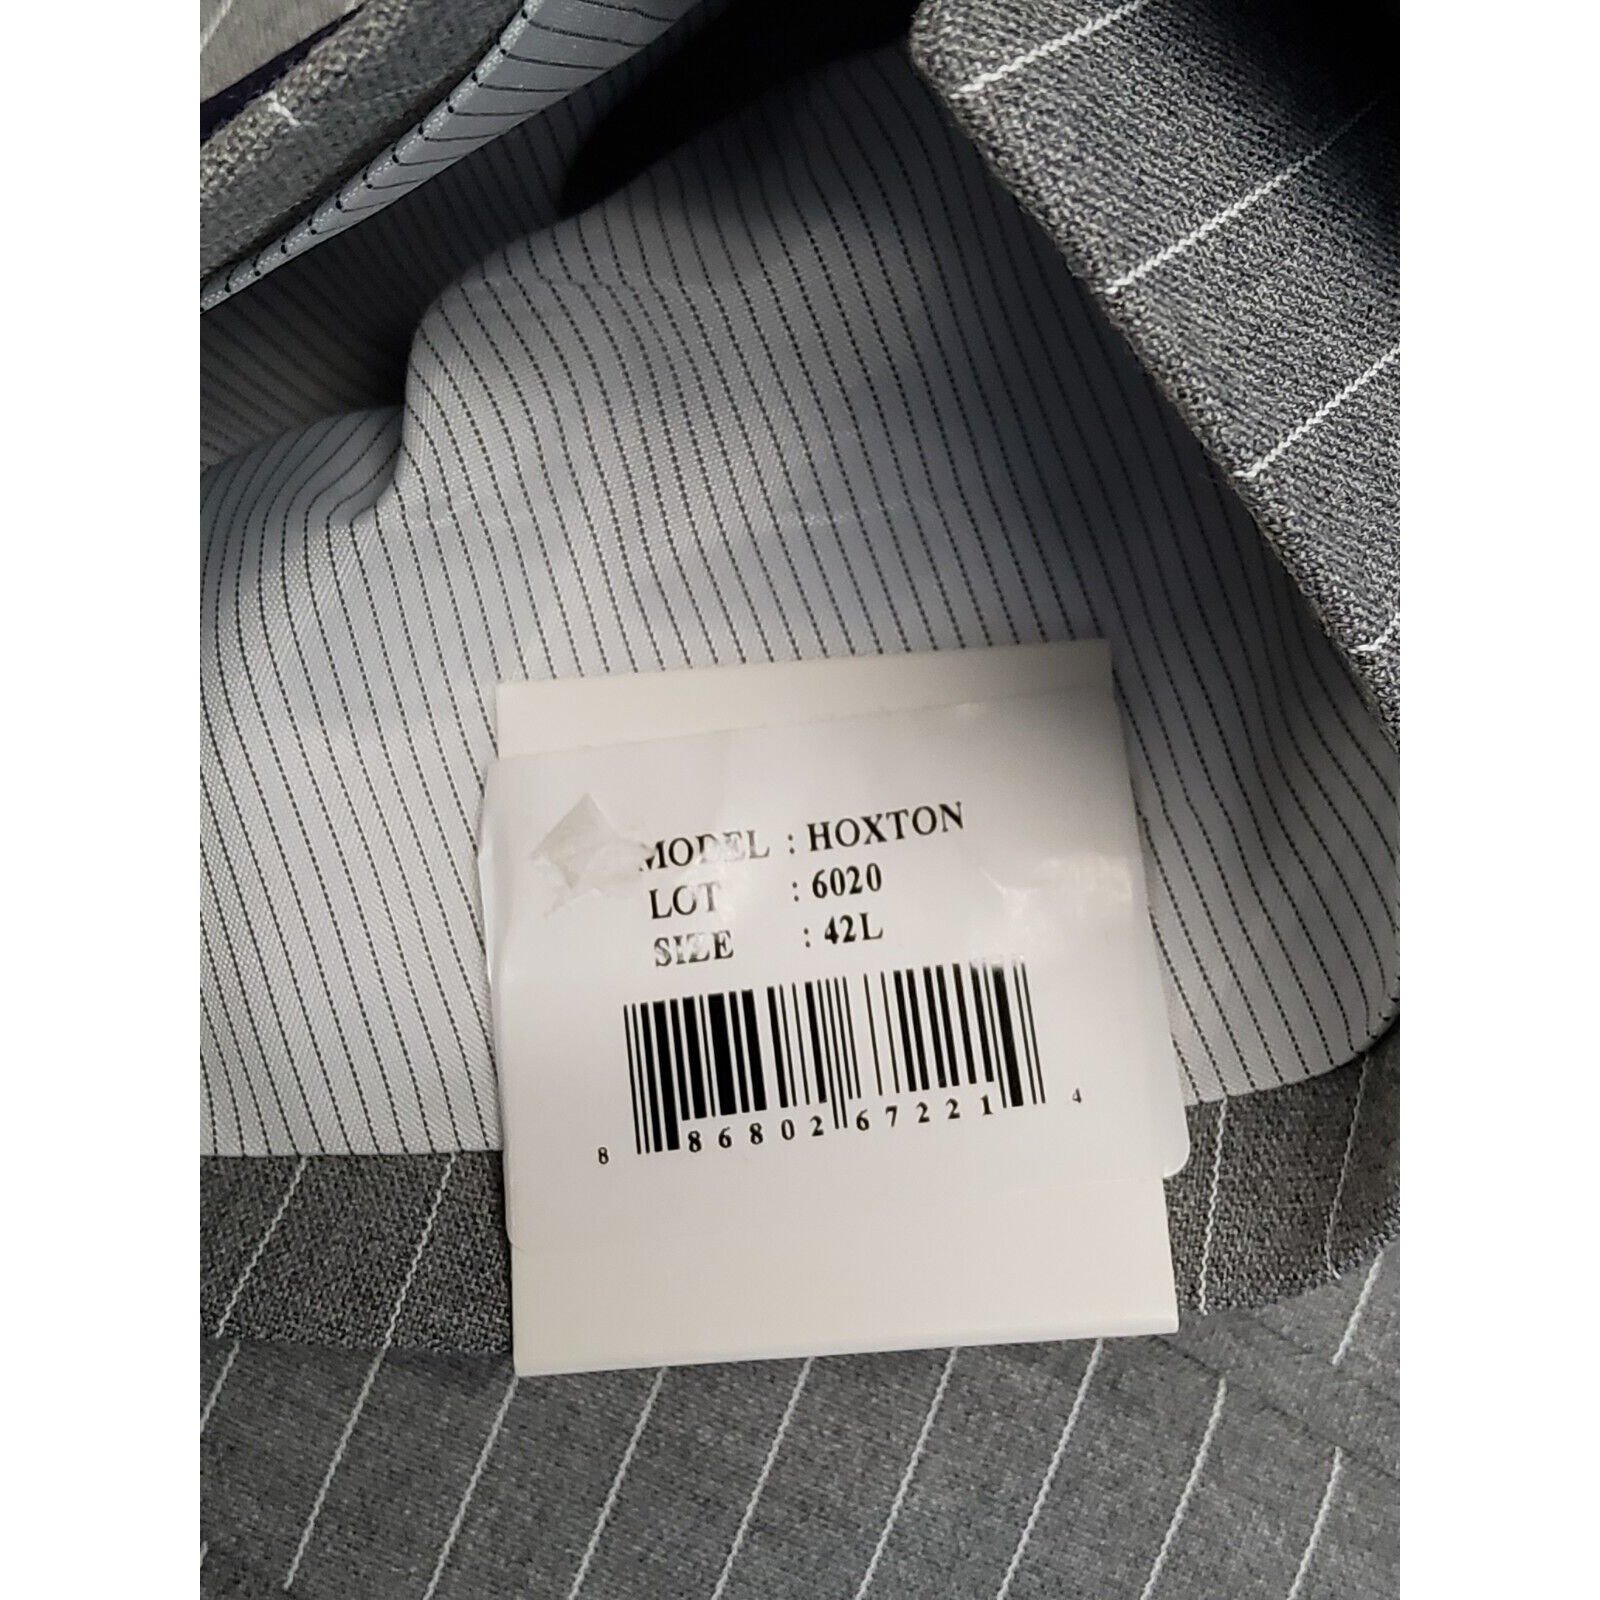 MODEL : HOXTON
LOT : 6020
SIZE : 42L
8 86802 67221 4